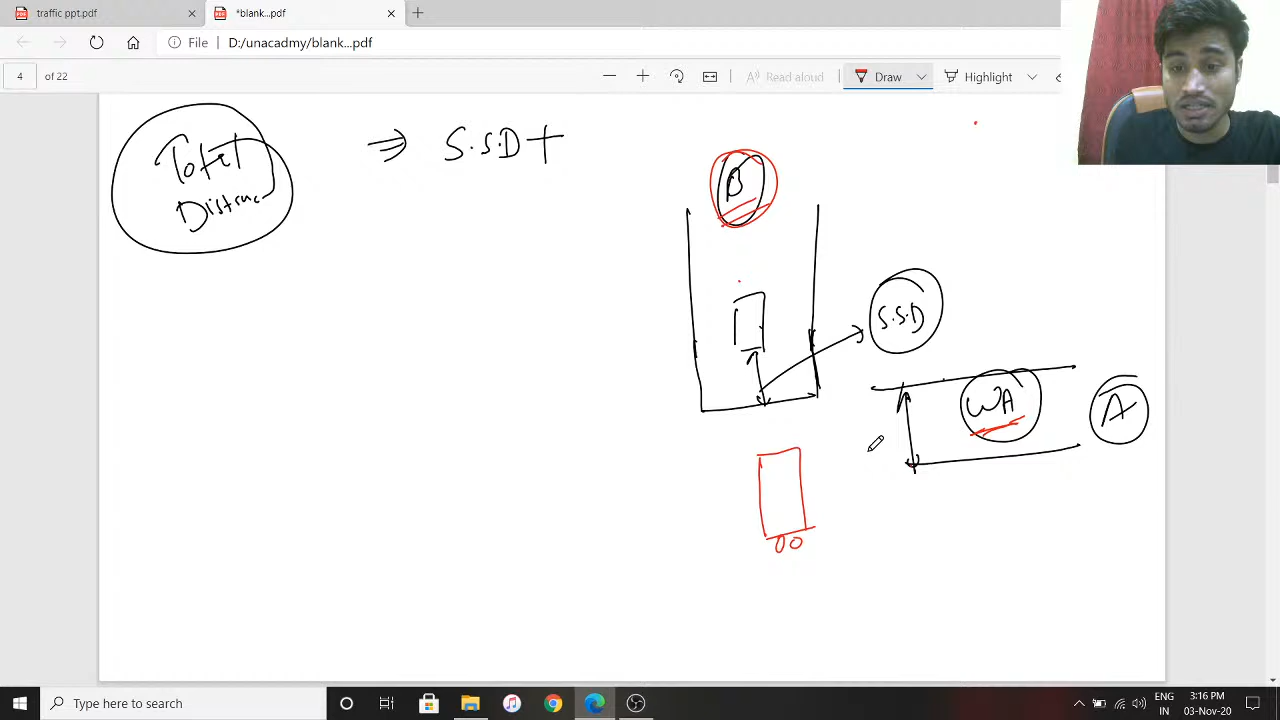 traffic ppt.pdf
*blank...pdf
File
D:/unacadmy/blank...pdf
4 of 22
Read aloud
Draw
Highlight
Total
Distance
⇒ S.S.D +
B
S.S.D
WA
A
Type here to search
ENG
IN
3:16 PM
03-Nov-20